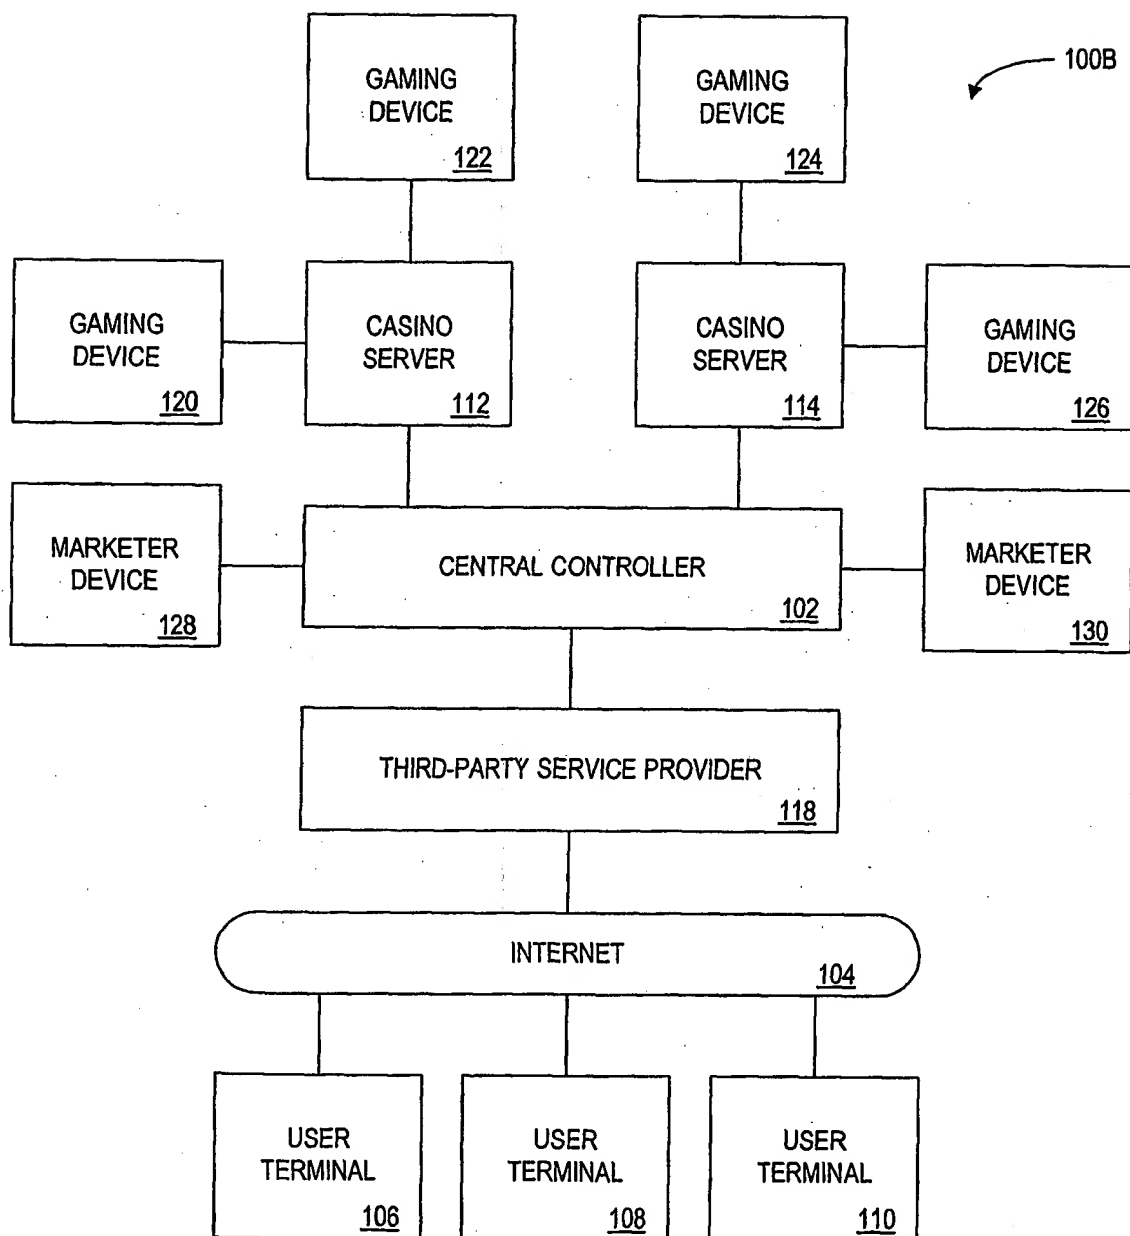 100B
GAMING
DEVICE
122
GAMING
DEVICE
124
GAMING
DEVICE
120
CASINO
SERVER
112
CASINO
SERVER
114
GAMING
DEVICE
126
MARKETER
DEVICE
128
CENTRAL CONTROLLER
102
MARKETER
DEVICE
130
THIRD-PARTY SERVICE PROVIDER
118
INTERNET
104
USER
TERMINAL
106
USER
TERMINAL
108
USER
TERMINAL
110